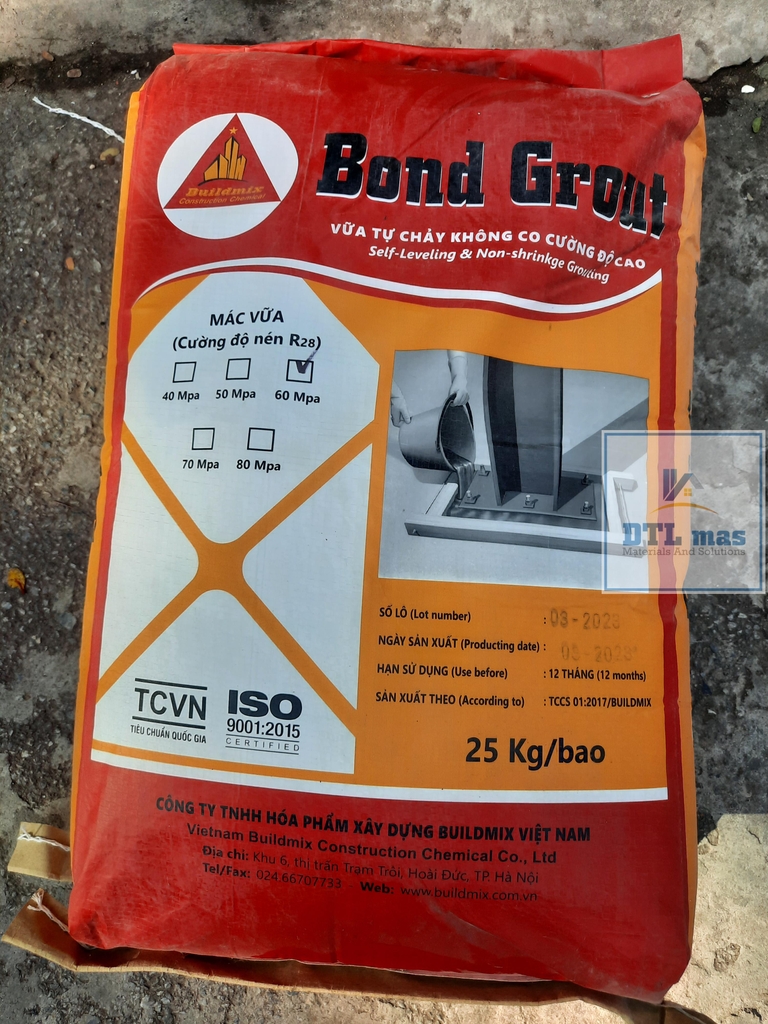 Buildmix
Construction Chemical
Bond Grout
VỮA TỰ CHẢY KHÔNG CO CƯỜNG ĐỘ CAO
Self-Leveling & Non-shrinkge Grouting
MÁC VỮA
(Cường độ nén R28)
40 Mpa 50 Mpa 60 Mpa
70 Mpa 80 Mpa
DTL mas
Materials And Solutions
SỐ LÔ (Lot number) : 03-2023
NGÀY SẢN XUẤT (Producting date) : 03-2023
HẠN SỬ DỤNG (Use before) : 12 THÁNG (12 months)
SẢN XUẤT THEO (According to) : TCCS 01:2017/BUILDMIX
TCVN
TIÊU CHUẨN QUỐC GIA
ISO
9001:2015
CERTIFIED
25 Kg/bao
CÔNG TY TNHH HÓA PHẨM XÂY DỰNG BUILDMIX VIỆT NAM
Vietnam Buildmix Construction Chemical Co., Ltd
Địa chỉ: Khu 6, thị trấn Trạm Trôi, Hoài Đức, TP. Hà Nội
Tel/Fax: 024.66707733 Web: www.buildmix.com.vn